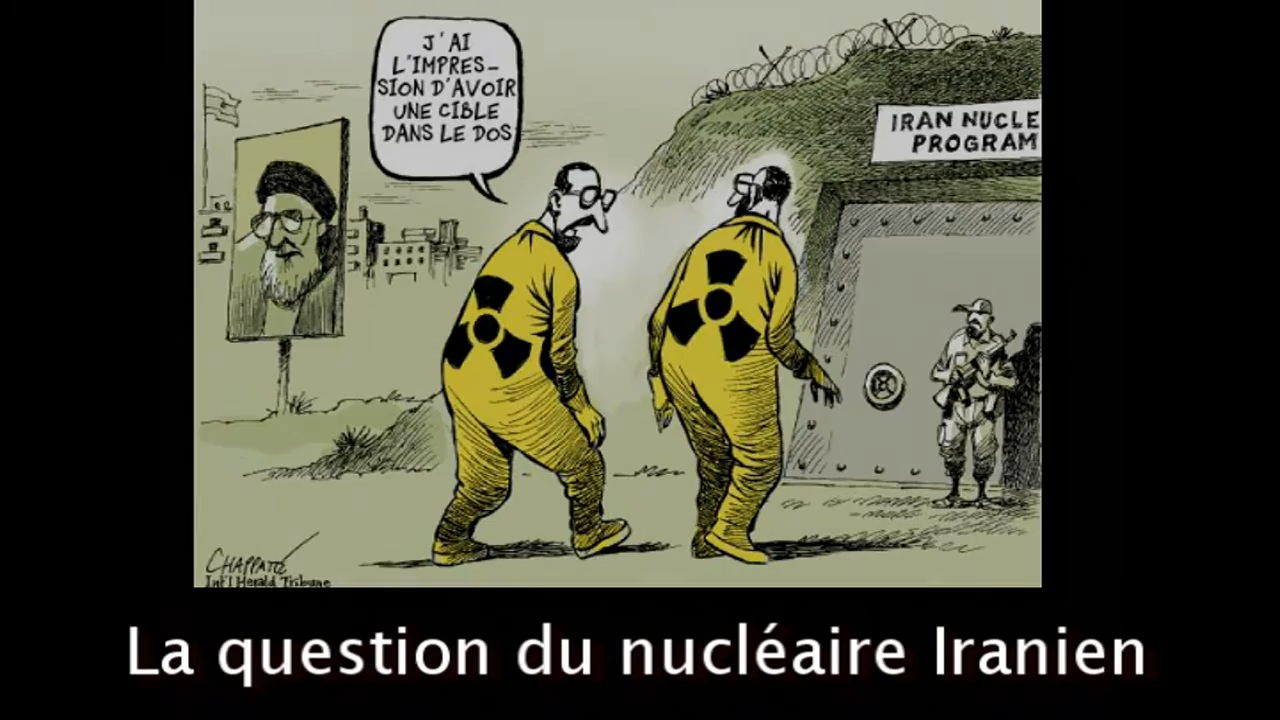 J'AI
L'IMPRES-
SION D'AVOIR
UNE CIBLE
DANS LE DOS
IRAN NUCLE
PROGRAM
CHAPPATTE
Int'l Herald Tribune
La question du nucléaire Iranien